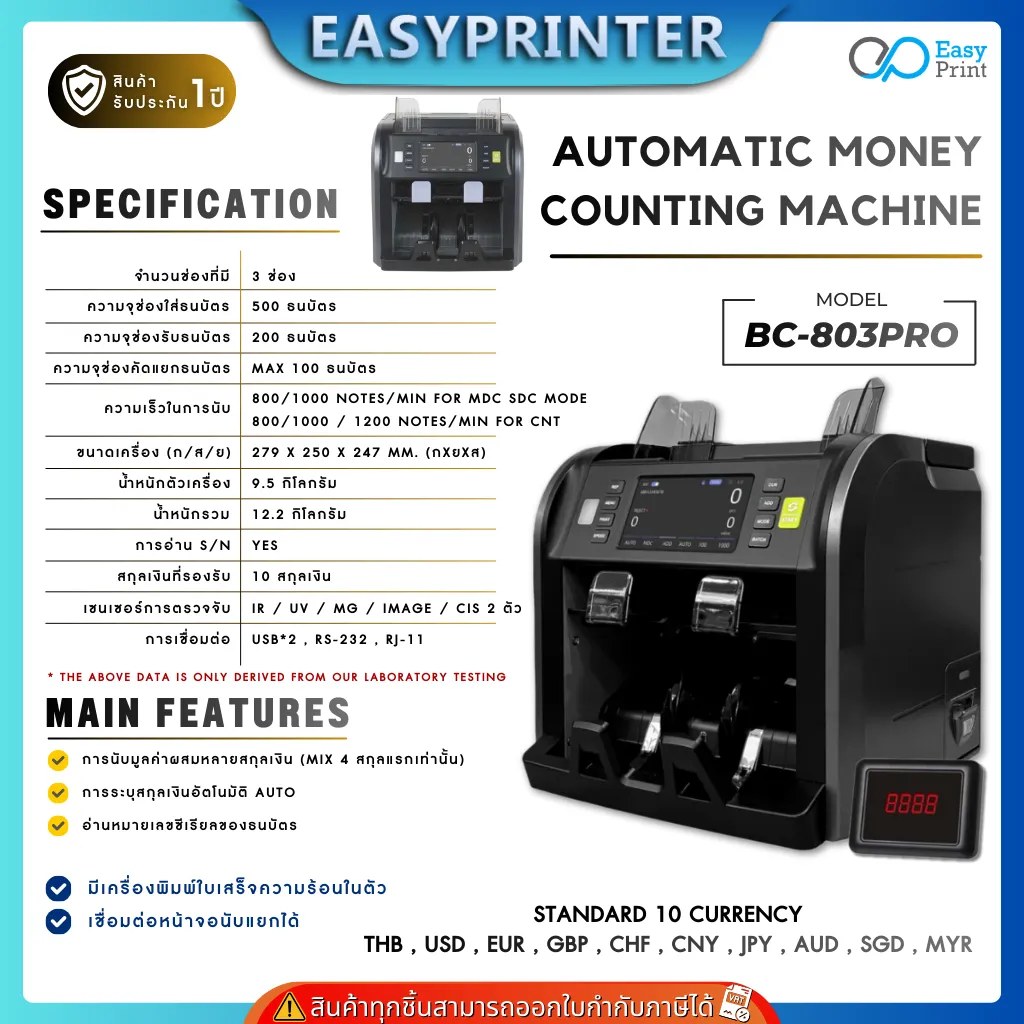 EASYPRINTER
Easy
Print
สินค้า
รับประกัน 1 ปี
AUTOMATIC MONEY
COUNTING MACHINE
MODEL
BC-803PRO
SPECIFICATION
จำนวนช่องที่มี 3 ช่อง
ความจุช่องใส่ธนบัตร 500 ธนบัตร
ความจุช่องรับธนบัตร 200 ธนบัตร
ความจุช่องคัดแยกธนบัตร MAX 100 ธนบัตร
ความเร็วในการนับ 800/1000 NOTES/MIN FOR MDC SDC MODE
800/1000 / 1200 NOTES/MIN FOR CNT
ขนาดเครื่อง (ก/ส/ย) 279 X 250 X 247 MM. (กXยXส)
น้ำหนักตัวเครื่อง 9.5 กิโลกรัม
น้ำหนักรวม 12.2 กิโลกรัม
การอ่าน S/N YES
สกุลเงินที่รองรับ 10 สกุลเงิน
เซนเซอร์การตรวจจับ IR / UV / MG / IMAGE / CIS 2 ตัว
การเชื่อมต่อ USB*2 , RS-232 , RJ-11
* THE ABOVE DATA IS ONLY DERIVED FROM OUR LABORATORY TESTING
MAIN FEATURES
การนับมูลค่าผสมหลายสกุลเงิน (MIX 4 สกุลแรกเท่านั้น)
การระบุสกุลเงินอัตโนมัติ AUTO
อ่านหมายเลขซีเรียลของธนบัตร
มีเครื่องพิมพ์ใบเสร็จความร้อนในตัว
เชื่อมต่อหน้าจอนับแยกได้
8888
STANDARD 10 CURRENCY
THB , USD , EUR , GBP , CHF , CNY , JPY , AUD , SGD , MYR
สินค้าทุกชิ้นสามารถออกใบกำกับภาษีได้
VAT